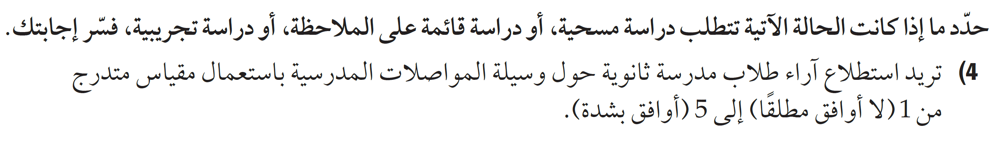 حدّد ما إذا كانت الحالة الآتية تتطلب دراسة مسحية، أو دراسة قائمة على الملاحظة، أو دراسة تجريبية، فسّر إجابتك.
4) تريد استطلاع آراء طلاب مدرسة ثانوية حول وسيلة المواصلات المدرسية باستعمال مقياس متدرج
من 1 (لا أوافق مطلقًا) إلى 5 (أوافق بشدة).